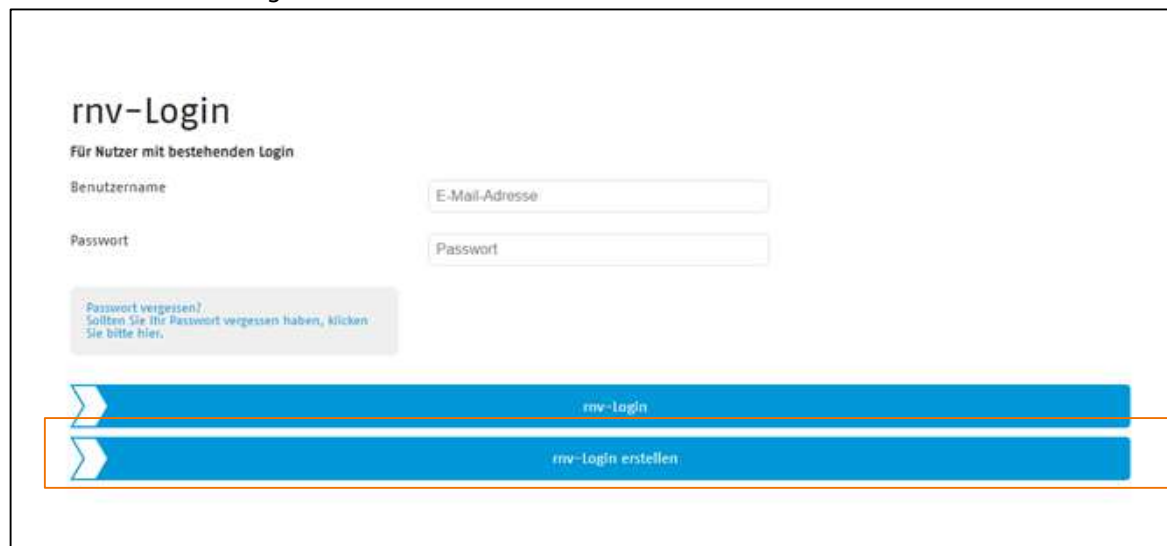 rnv-Login
Für Nutzer mit bestehenden Login
Benutzername
E-Mail-Adresse
Passwort
Passwort
Passwort vergessen?
Sollten Sie Ihr Passwort vergessen haben, klicken
Sie bitte hier.
rnv-Login
rnv-Login erstellen